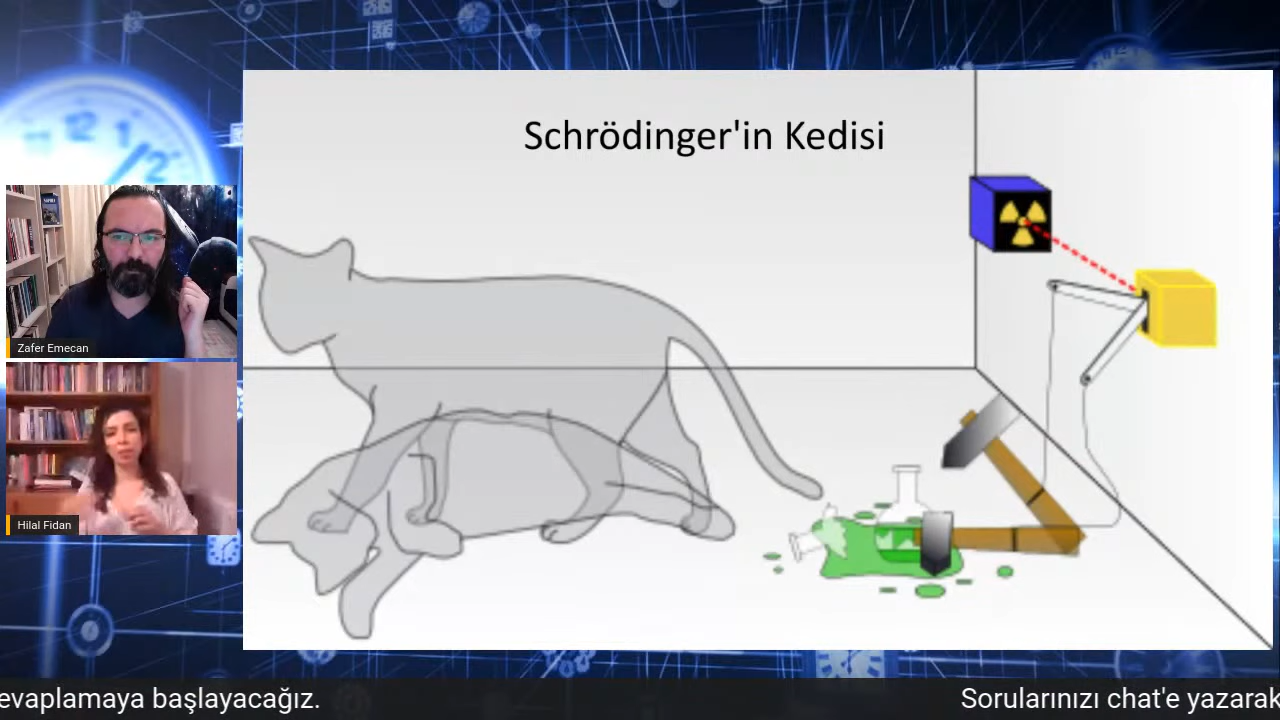 Schrödinger'in Kedisi
Zafer Emecan
Hilal Fidan
evaplamaya başlayacağız.
Sorularınızı chat'e yazarak